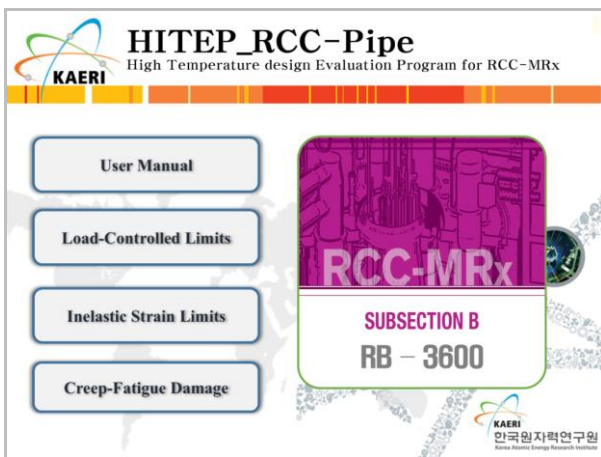 KAERI
HITEP_RCC-Pipe
High Temperature design Evaluation Program for RCC-MRx
User Manual
Load-Controlled Limits
Inelastic Strain Limits
Creep-Fatigue Damage
RCC-MRx
SUBSECTION B
RB – 3600
KAERI
한국원자력연구원
Korea Atomic Energy Research Institute